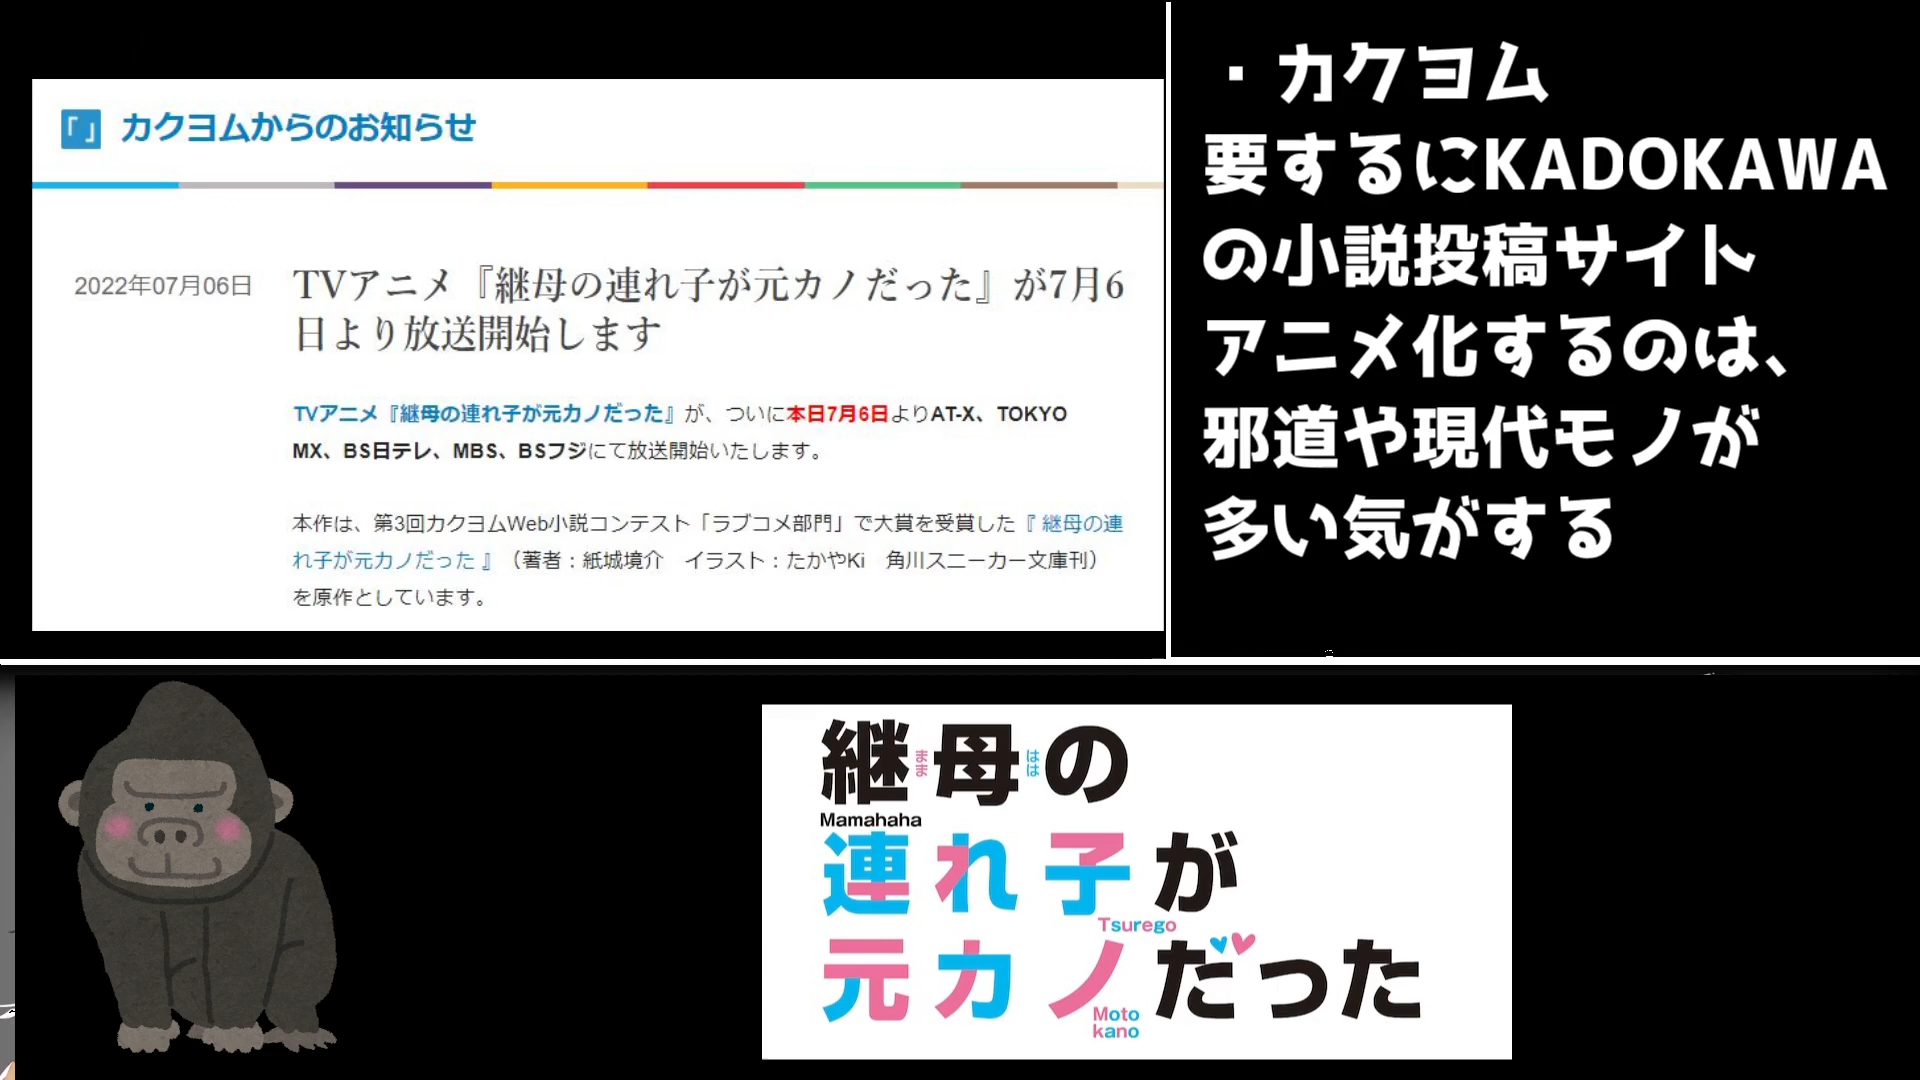 「」 カクヨムからのお知らせ
2022年07月06日
TVアニメ『継母の連れ子が元カノだった』が7月6
日より放送開始します
TVアニメ『継母の連れ子が元カノだった』が、ついに本日7月6日よりAT-X、TOKYO
MX、BS日テレ、MBS、BSフジにて放送開始いたします。
本作は、第3回カクヨムWeb小説コンテスト「ラブコメ部門」で大賞を受賞した『 継母の連
れ子が元カノだった 』（著者：紙城境介　イラスト：たかやKi　角川スニーカー文庫刊）
を原作としています。
・カクヨム
要するにKADOKAWA
の小説投稿サイト
アニメ化するのは、
邪道や現代モノが
多い気がする
継まま母ははの
Mamahaha
連れ子が
Tsurego
元カノだった
Moto
kano